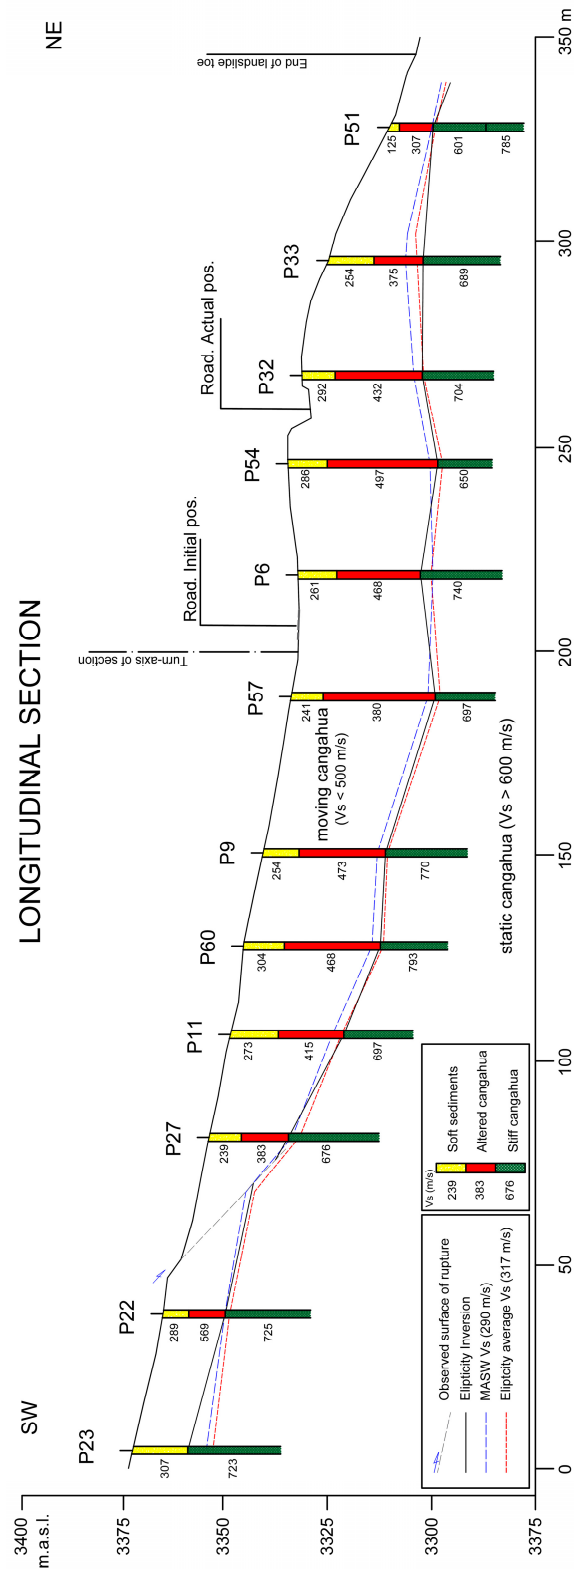 LONGITUDINAL SECTION
SW
NE
3400
m.a.s.l.
3375
3350
3325
3300
3375
P23
P22
P27
P11
P60
P9
P57
P6
P54
P32
P33
P51
Turn-axis of section
Road. Initial pos.
Road. Actual pos.
End of landslide toe
307
723
289
569
725
239
383
676
273
415
697
304
468
793
254
473
770
241
380
697
261
468
740
286
497
650
292
432
704
254
375
689
125
307
601
785
moving cangahua
(Vs < 500 m/s)
static cangahua (Vs > 600 m/s)
Observed surface of rupture
Elipticity Inversion
MASW Vs (290 m/s)
Eliptcity average Vs (317 m/s)
Vs (m/s)
239
Soft sediments
383
Altered cangahua
676
Stiff cangahua
0
50
100
150
200
250
300
350 m